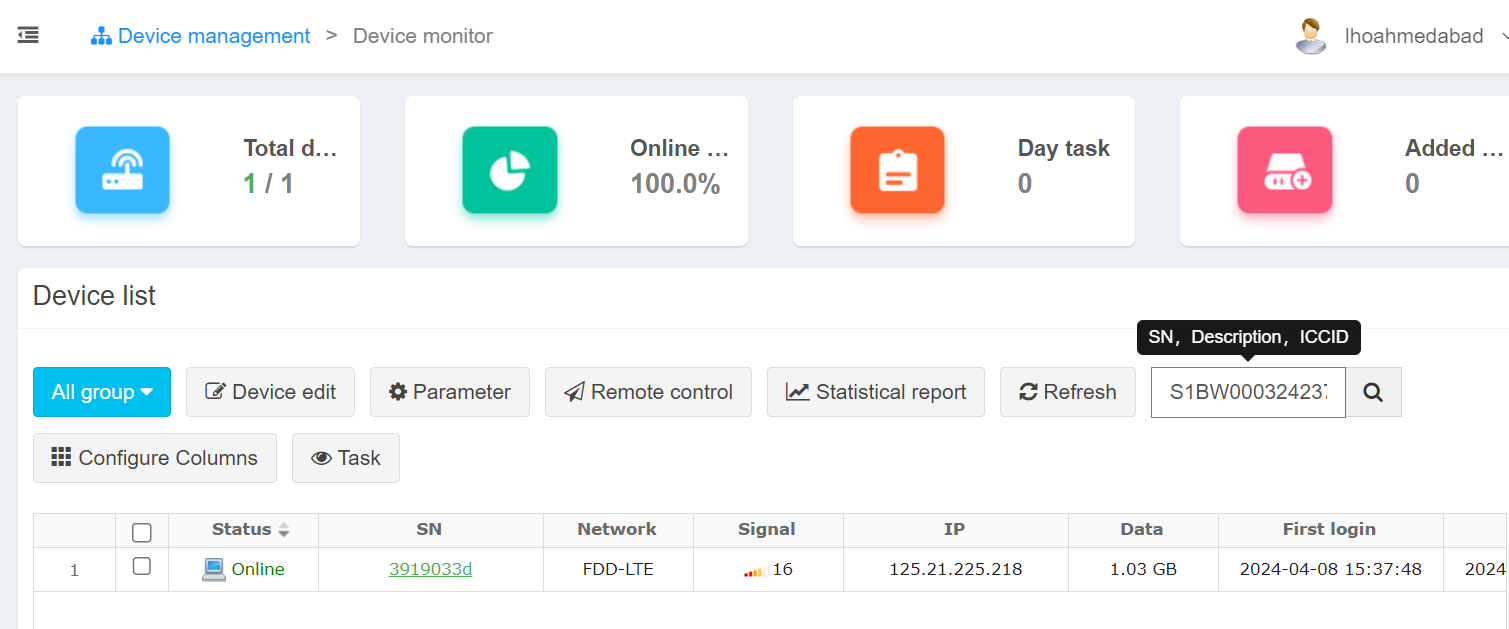 Device management > Device monitor
lhoahmedabad
Total d...
1 / 1
Online ...
100.0%
Day task
0
Added ...
0
Device list
SN，Description，ICCID
All group
Device edit
Parameter
Remote control
Statistical report
Refresh
S1BW000324237
Configure Columns
Task
Status SN Network Signal IP Data First login
1 Online 3919033d FDD-LTE 16 125.21.225.218 1.03 GB 2024-04-08 15:37:48 2024